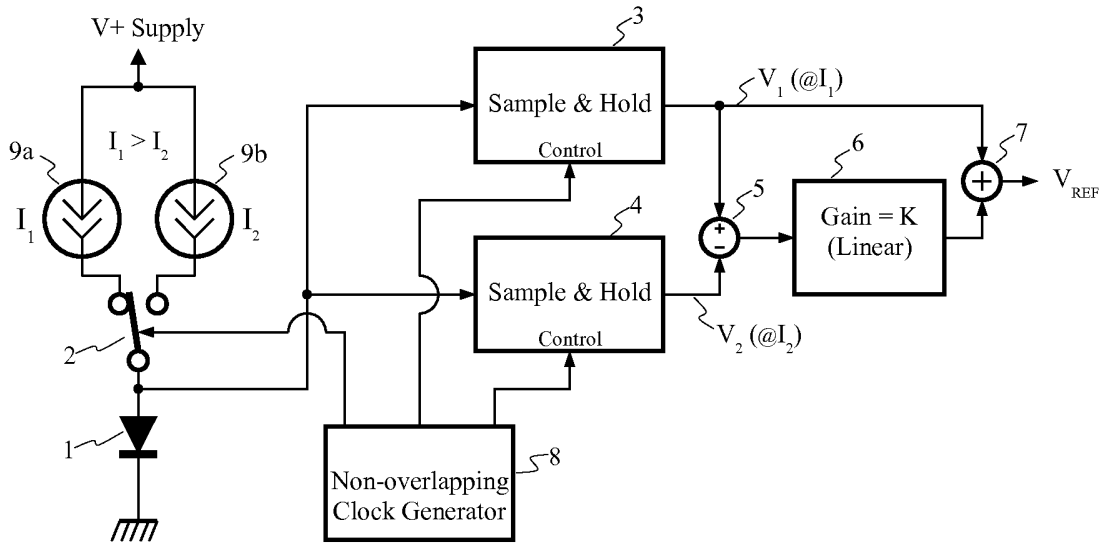 V+ Supply
I₁ > I₂
9a
9b
I₁
I₂
2
1
3
Sample & Hold
Control
4
Sample & Hold
Control
Non-overlapping
Clock Generator
8
V₁ (@I₁)
V₂ (@I₂)
5
+
−
6
Gain = K
(Linear)
7
+
V_REF